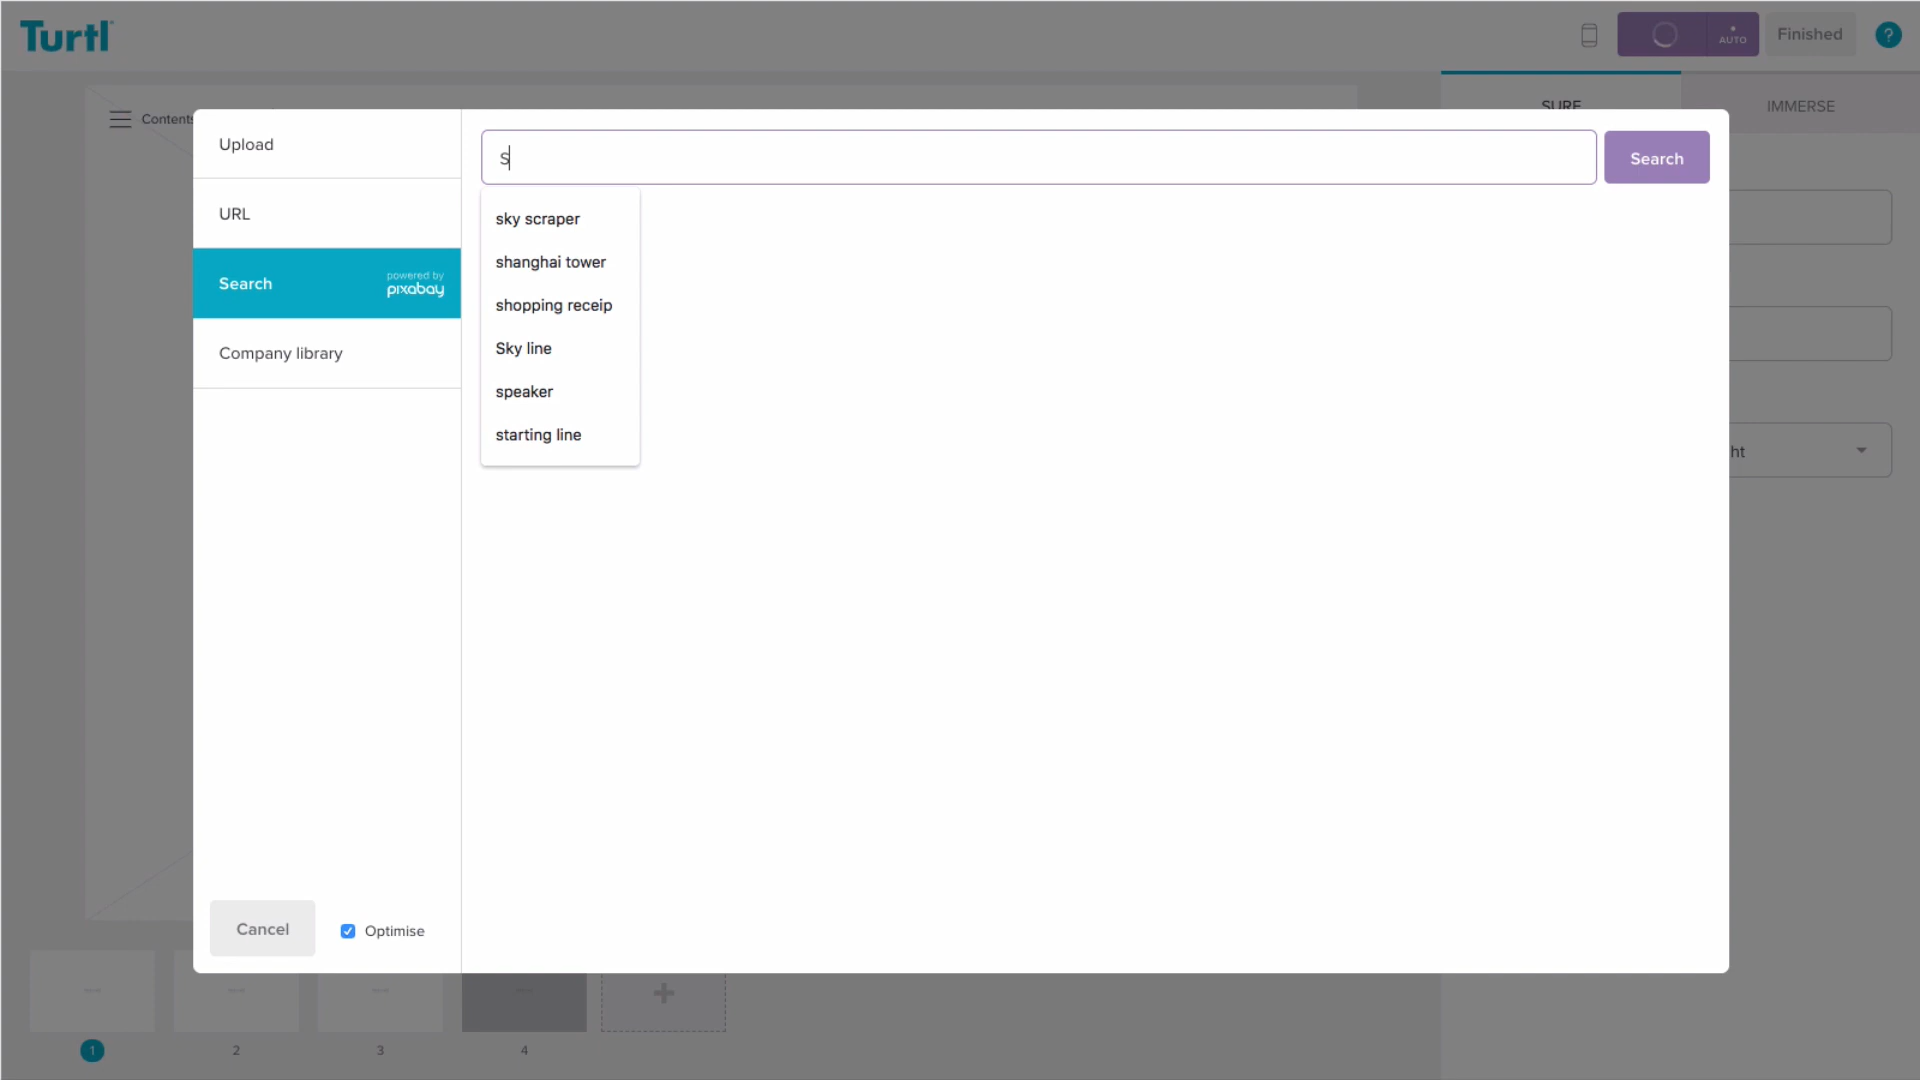 Turtl
AUTO
Finished
?
Contents
SURF
IMMERSE
Upload
S
Search
URL
sky scraper
shanghai tower
Search
powered by
pixabay
shopping receip
Sky line
Company library
speaker
starting line
ht
Cancel
Optimise
+
1
2
3
4